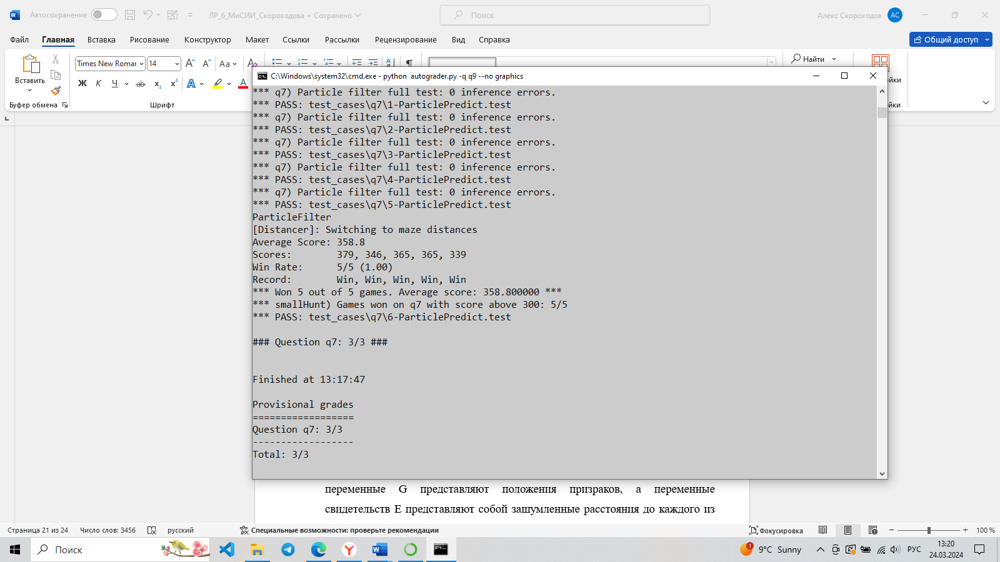 Автосохранение
ЛР_6_МиСИИ_Скороходова • Сохранено
Поиск
Алекс Скороходов
АС
Файл Главная Вставка Рисование Конструктор Макет Ссылки Рассылки Рецензирование Вид Справка
Общий доступ
Вставить
Times New Roman 14
Aa
Ж К Ч ab x₂ x² A A
Найти
Буфер обмена
Шрифт
C:\Windows\system32\cmd.exe - python autograder.py -q q9 --no graphics
*** q7) Particle filter full test: 0 inference errors.
*** PASS: test_cases\q7\1-ParticlePredict.test
*** q7) Particle filter full test: 0 inference errors.
*** PASS: test_cases\q7\2-ParticlePredict.test
*** q7) Particle filter full test: 0 inference errors.
*** PASS: test_cases\q7\3-ParticlePredict.test
*** q7) Particle filter full test: 0 inference errors.
*** PASS: test_cases\q7\4-ParticlePredict.test
*** q7) Particle filter full test: 0 inference errors.
*** PASS: test_cases\q7\5-ParticlePredict.test
ParticleFilter
[Distancer]: Switching to maze distances
Average Score: 358.8
Scores: 379, 346, 365, 365, 339
Win Rate: 5/5 (1.00)
Record: Win, Win, Win, Win, Win
*** Won 5 out of 5 games. Average score: 358.800000 ***
*** smallHunt) Games won on q7 with score above 300: 5/5
*** PASS: test_cases\q7\6-ParticlePredict.test
### Question q7: 3/3 ###
Finished at 13:17:47
Provisional grades
==================
Question q7: 3/3
------------------
Total: 3/3
переменные G представляют положения призраков, а переменные
свидетельств E представляют собой зашумленные расстояния до каждого из
Страница 21 из 24 Число слов: 3456 русский Специальные возможности: проверьте рекомендации Фокусировка 100 %
Поиск
1
9°C Sunny
РУС
13:20
24.03.2024